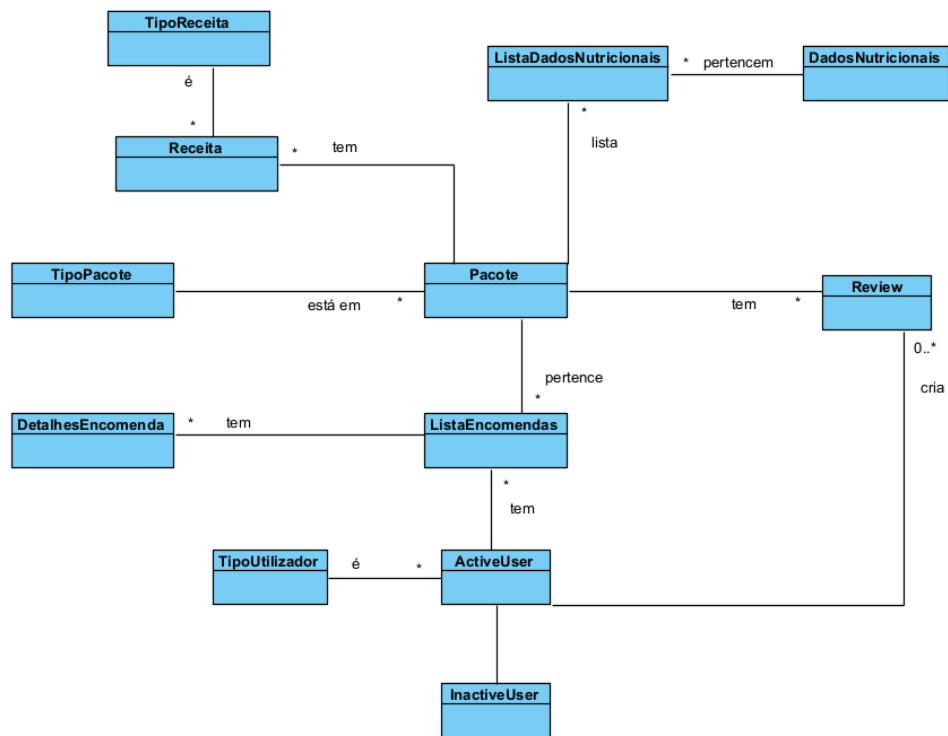 TipoReceita
é
*
Receita
*
tem
ListaDadosNutricionais
*
pertencem
DadosNutricionais
*
lista
TipoPacote
está em
*
Pacote
tem
*
Review
0..*
cria
pertence
*
DetalhesEncomenda
*
tem
ListaEncomendas
*
tem
TipoUtilizador
é
*
ActiveUser
InactiveUser